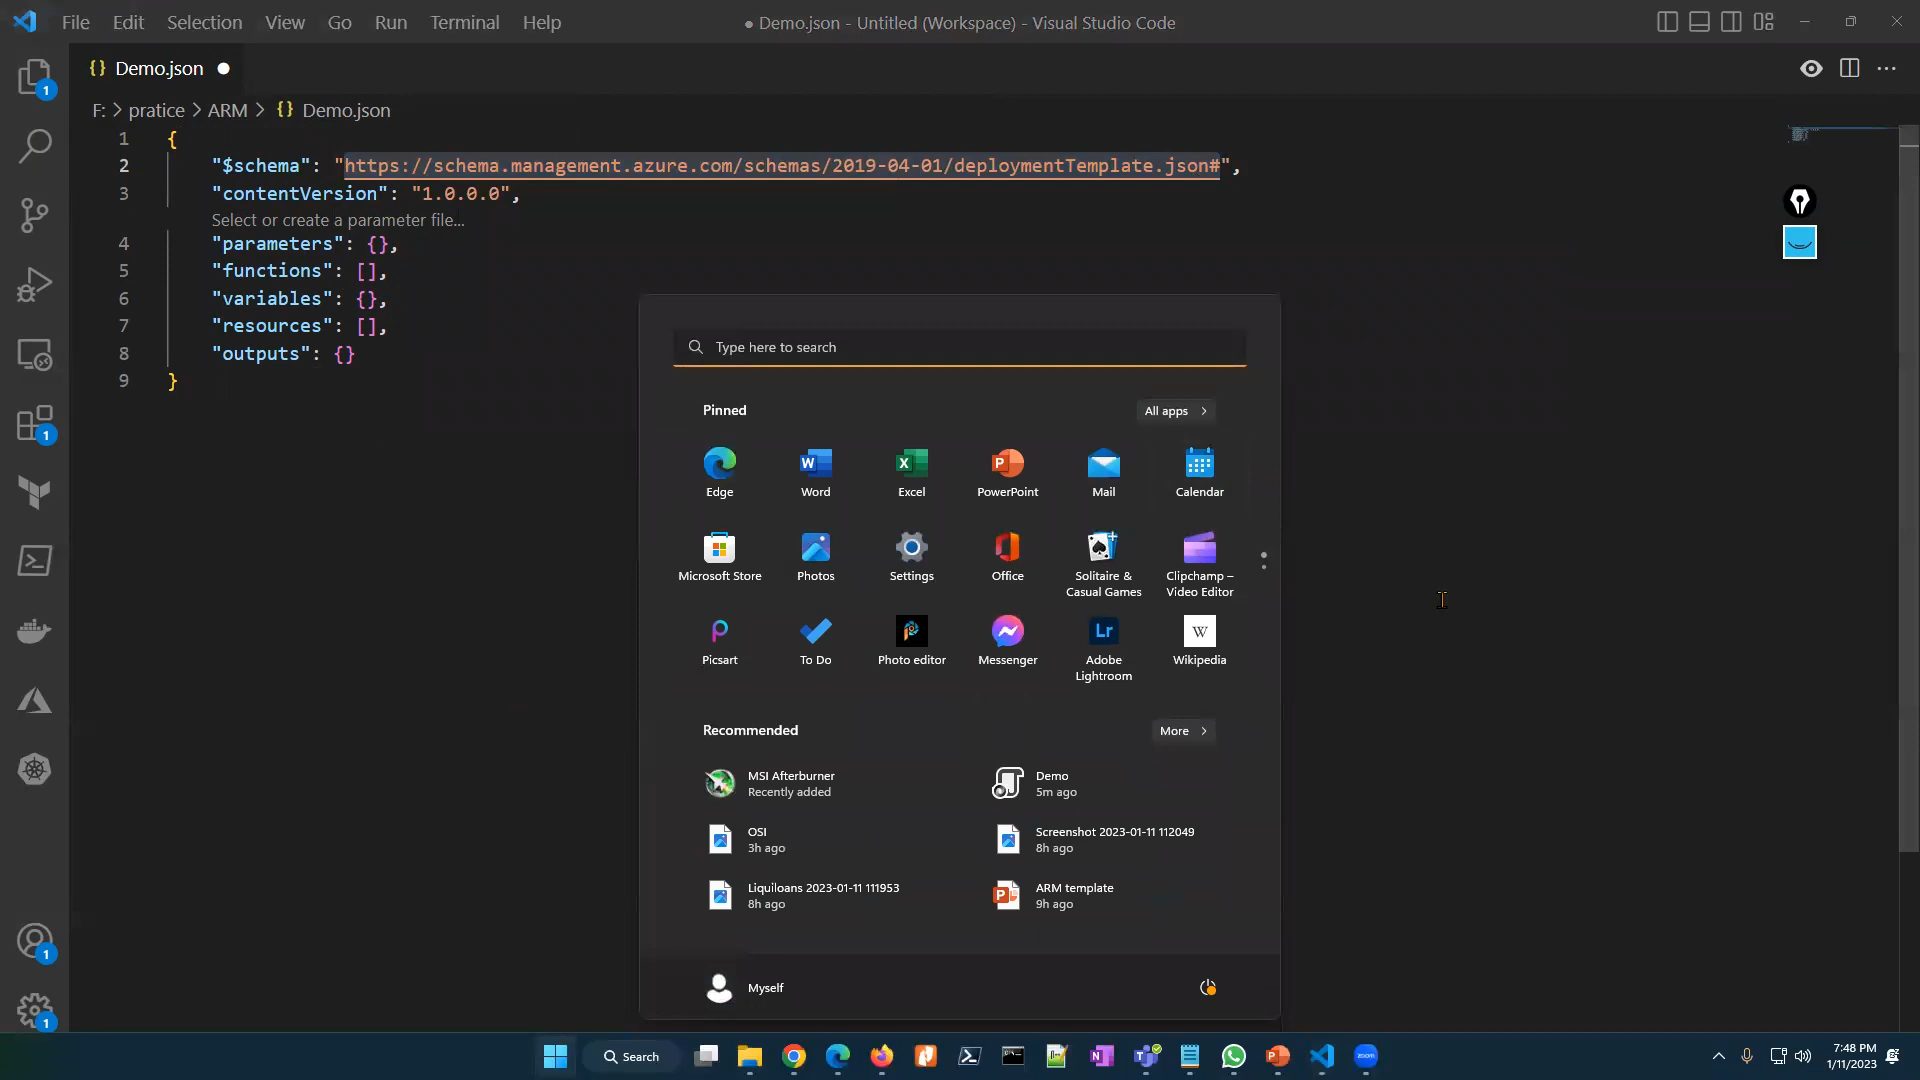 File Edit Selection View Go Run Terminal Help
● Demo.json - Untitled (Workspace) - Visual Studio Code
{} Demo.json ●
F: > pratice > ARM > {} Demo.json
1 {
2 "$schema": "https://schema.management.azure.com/schemas/2019-04-01/deploymentTemplate.json#",
3 "contentVersion": "1.0.0.0",
Select or create a parameter file...
4 "parameters": {},
5 "functions": [],
6 "variables": {},
7 "resources": [],
8 "outputs": {}
9 }
Type here to search
Pinned
All apps >
Edge
Word
Excel
PowerPoint
Mail
Calendar
Microsoft Store
Photos
Settings
Office
Solitaire &
Casual Games
Clipchamp –
Video Editor
Picsart
To Do
Photo editor
Messenger
Adobe
Lightroom
Wikipedia
Recommended
More >
MSI Afterburner
Recently added
Demo
5m ago
OSI
3h ago
Screenshot 2023-01-11 112049
8h ago
Liquiloans 2023-01-11 111953
8h ago
ARM template
9h ago
Myself
1
1
1
1
Search
zoom
7:48 PM
1/11/2023